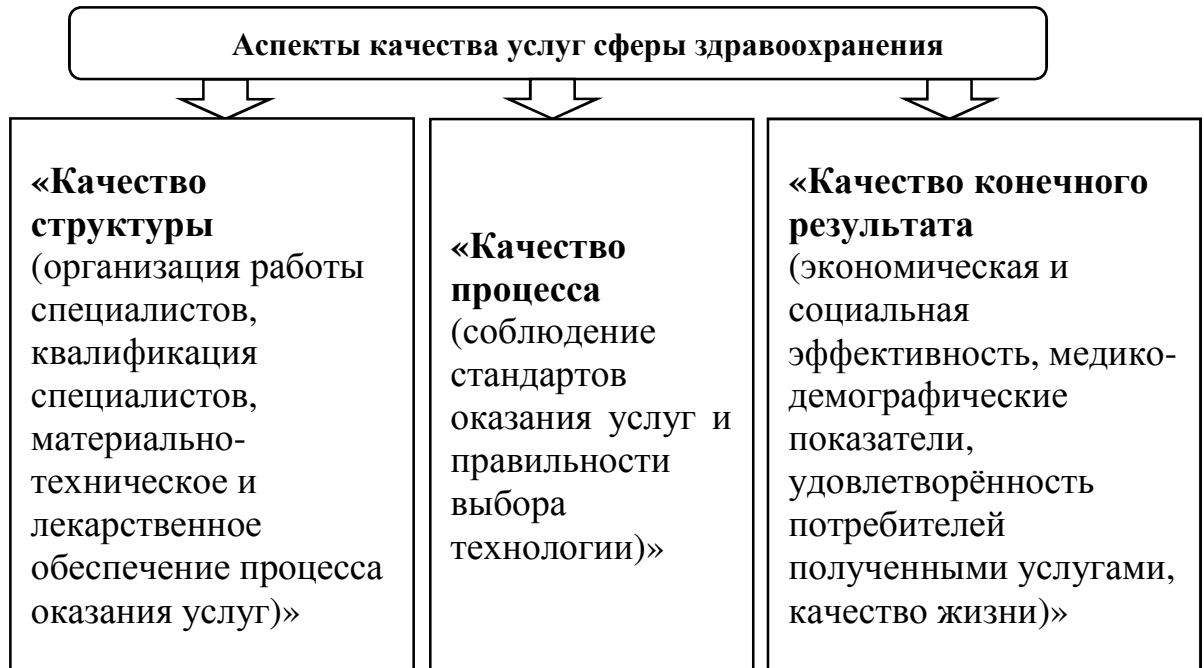 Аспекты качества услуг сферы здравоохранения
«Качество
структуры
(организация работы
специалистов,
квалификация
специалистов,
материально-
техническое и
лекарственное
обеспечение процесса
оказания услуг)»
«Качество
процесса
(соблюдение
стандартов
оказания услуг и
правильности
выбора
технологии)»
«Качество конечного
результата
(экономическая и
социальная
эффективность, медико-
демографические
показатели,
удовлетворённость
потребителей
полученными услугами,
качество жизни)»